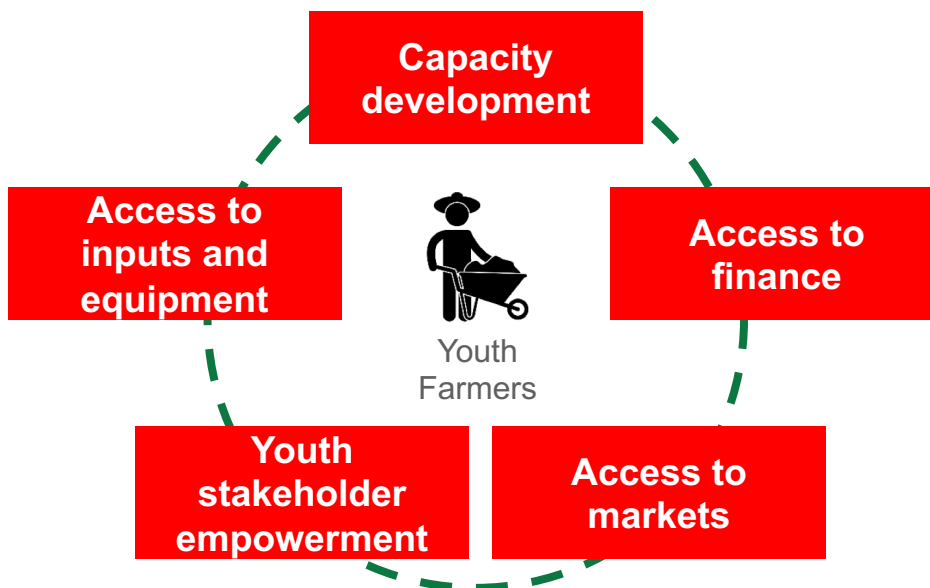 Capacity
development
Access to
inputs and
equipment
Access to
finance
Youth
Farmers
Youth
stakeholder
empowerment
Access to
markets